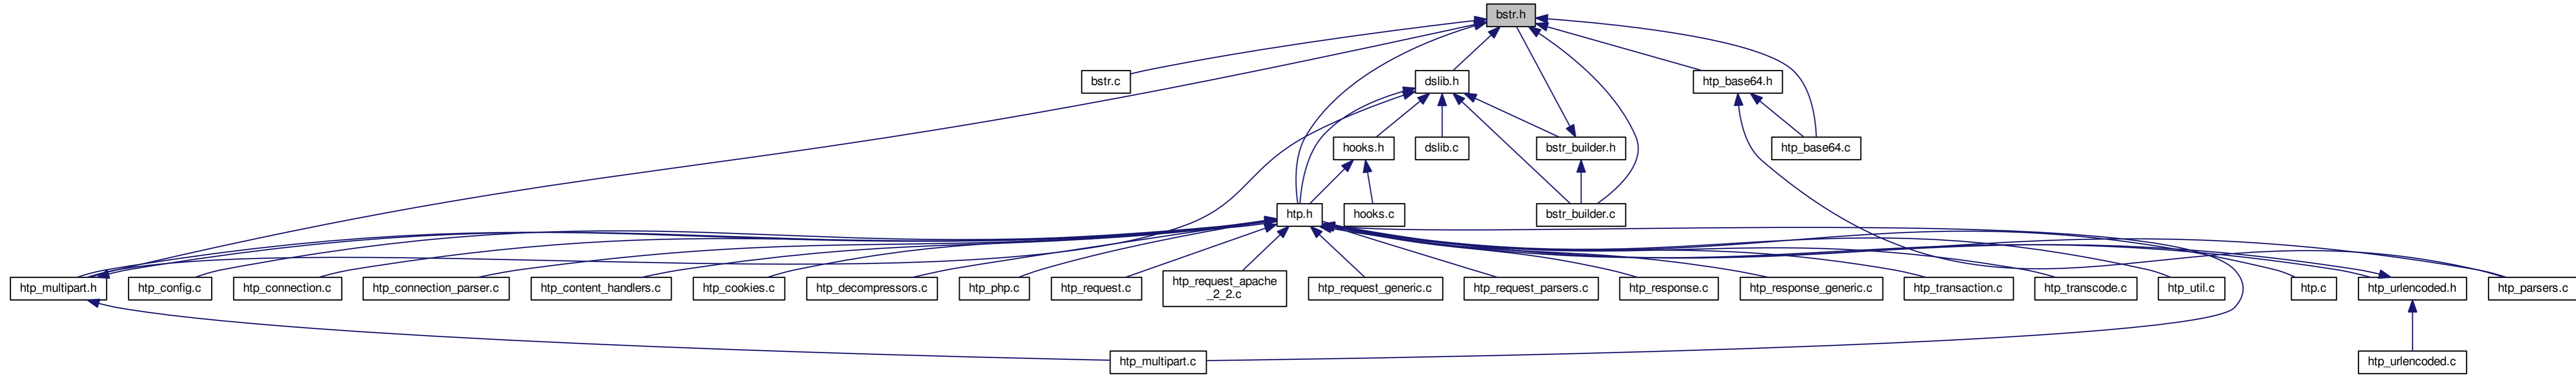 bstr.h
bstr.c
dslib.h
htp_base64.h
hooks.h
dslib.c
bstr_builder.h
htp_base64.c
htp.h
hooks.c
bstr_builder.c
htp_multipart.h
htp_config.c
htp_connection.c
htp_connection_parser.c
htp_content_handlers.c
htp_cookies.c
htp_decompressors.c
htp_php.c
htp_request.c
htp_request_apache
_2_2.c
htp_request_generic.c
htp_request_parsers.c
htp_response.c
htp_response_generic.c
htp_transaction.c
htp_transcode.c
htp_util.c
htp.c
htp_urlencoded.h
htp_parsers.c
htp_multipart.c
htp_urlencoded.c